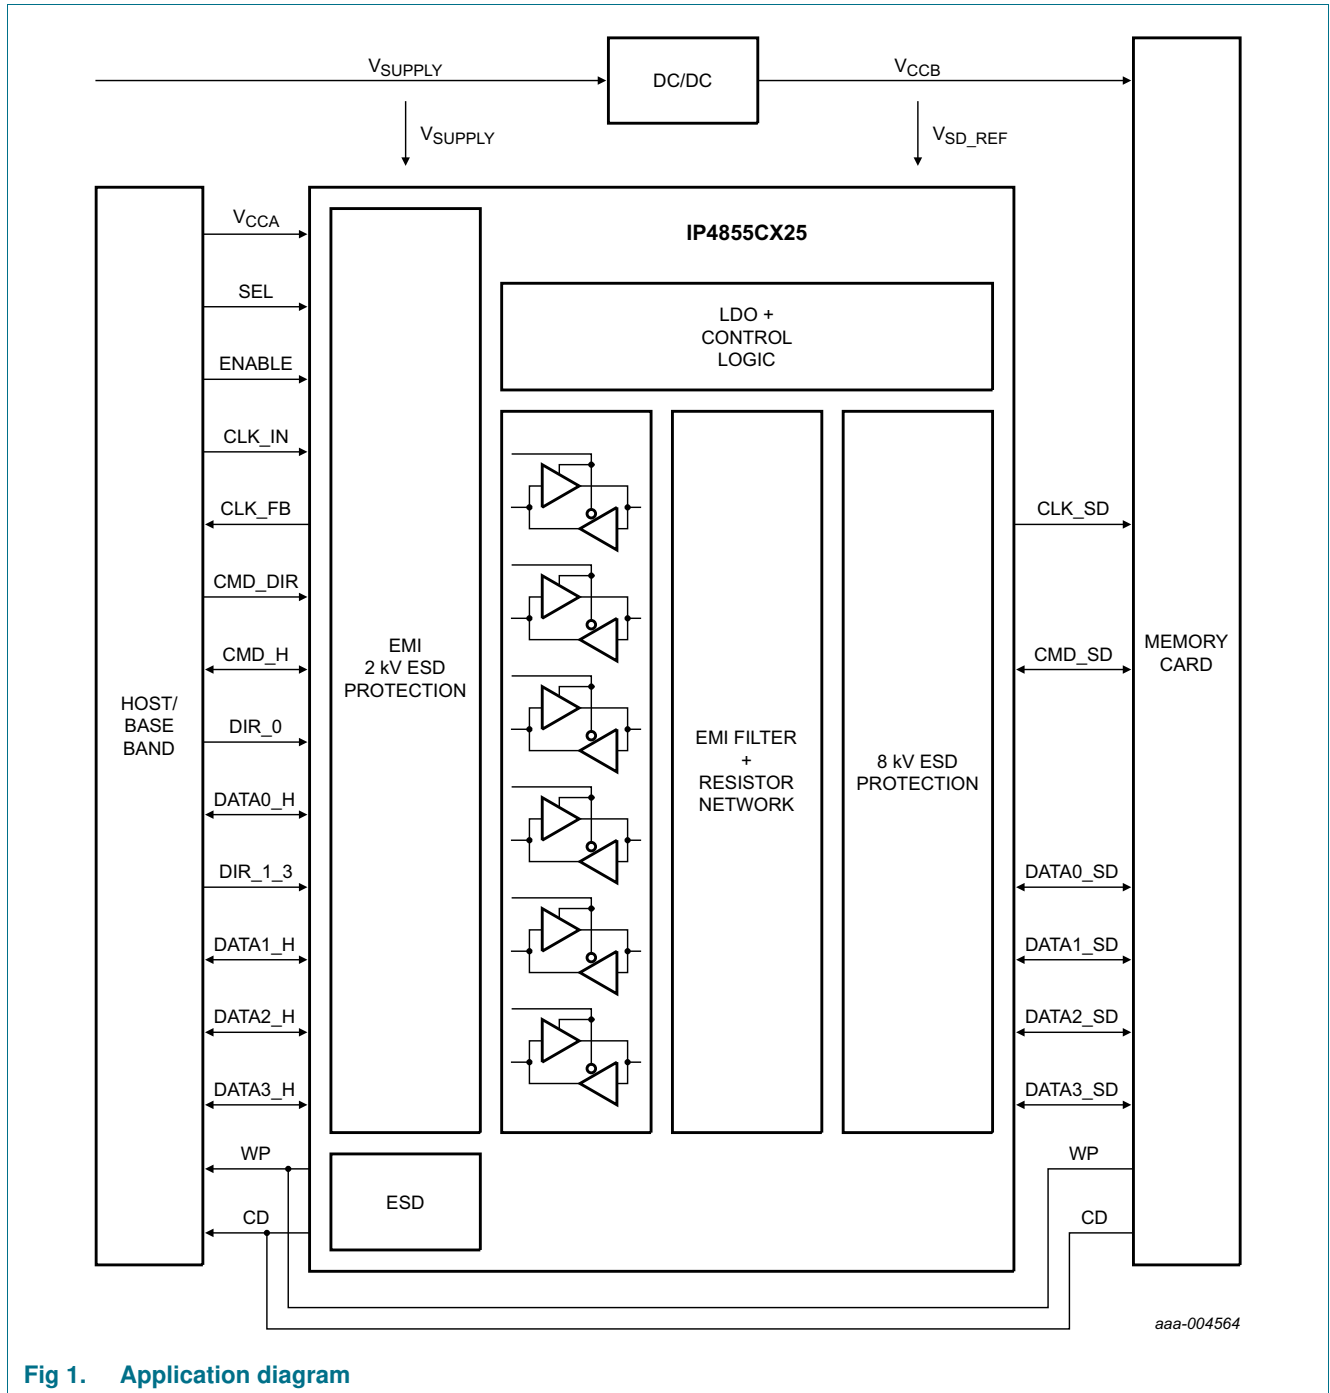 VSUPPLY
DC/DC
VCCB
VSUPPLY
VSD_REF
HOST/
BASE
BAND
VCCA
SEL
ENABLE
CLK_IN
CLK_FB
CMD_DIR
CMD_H
DIR_0
DATA0_H
DIR_1_3
DATA1_H
DATA2_H
DATA3_H
WP
CD
EMI
2 kV ESD
PROTECTION
ESD
IP4855CX25
LDO +
CONTROL
LOGIC
EMI FILTER
+
RESISTOR
NETWORK
8 kV ESD
PROTECTION
CLK_SD
CMD_SD
DATA0_SD
DATA1_SD
DATA2_SD
DATA3_SD
WP
CD
MEMORY
CARD
aaa-004564
Fig 1. Application diagram